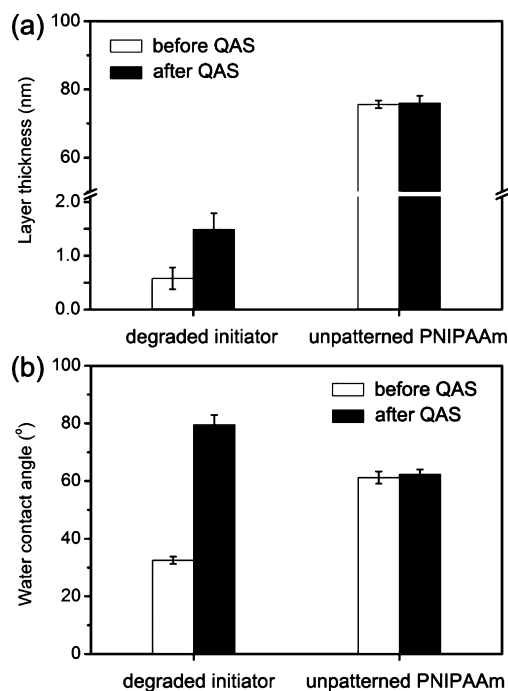 (a)
100
80
60
2.0
1.0
0.0
Layer thickness (nm)
before QAS
after QAS
degraded initiator
unpatterned PNIPAAm
(b)
100
80
60
40
20
0
Water contact angle (°)
before QAS
after QAS
degraded initiator
unpatterned PNIPAAm